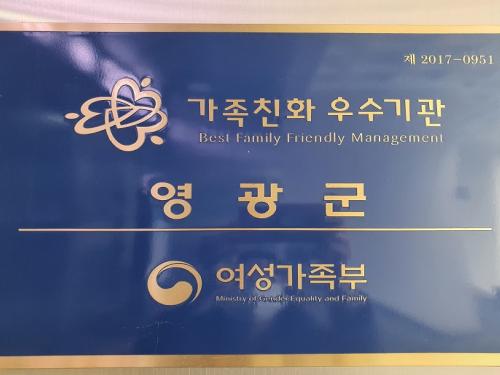 제 2017-0951
가족친화 우수기관
Best Family Friendly Management
영광군
여성가족부
Ministry of Gender Equality and Family